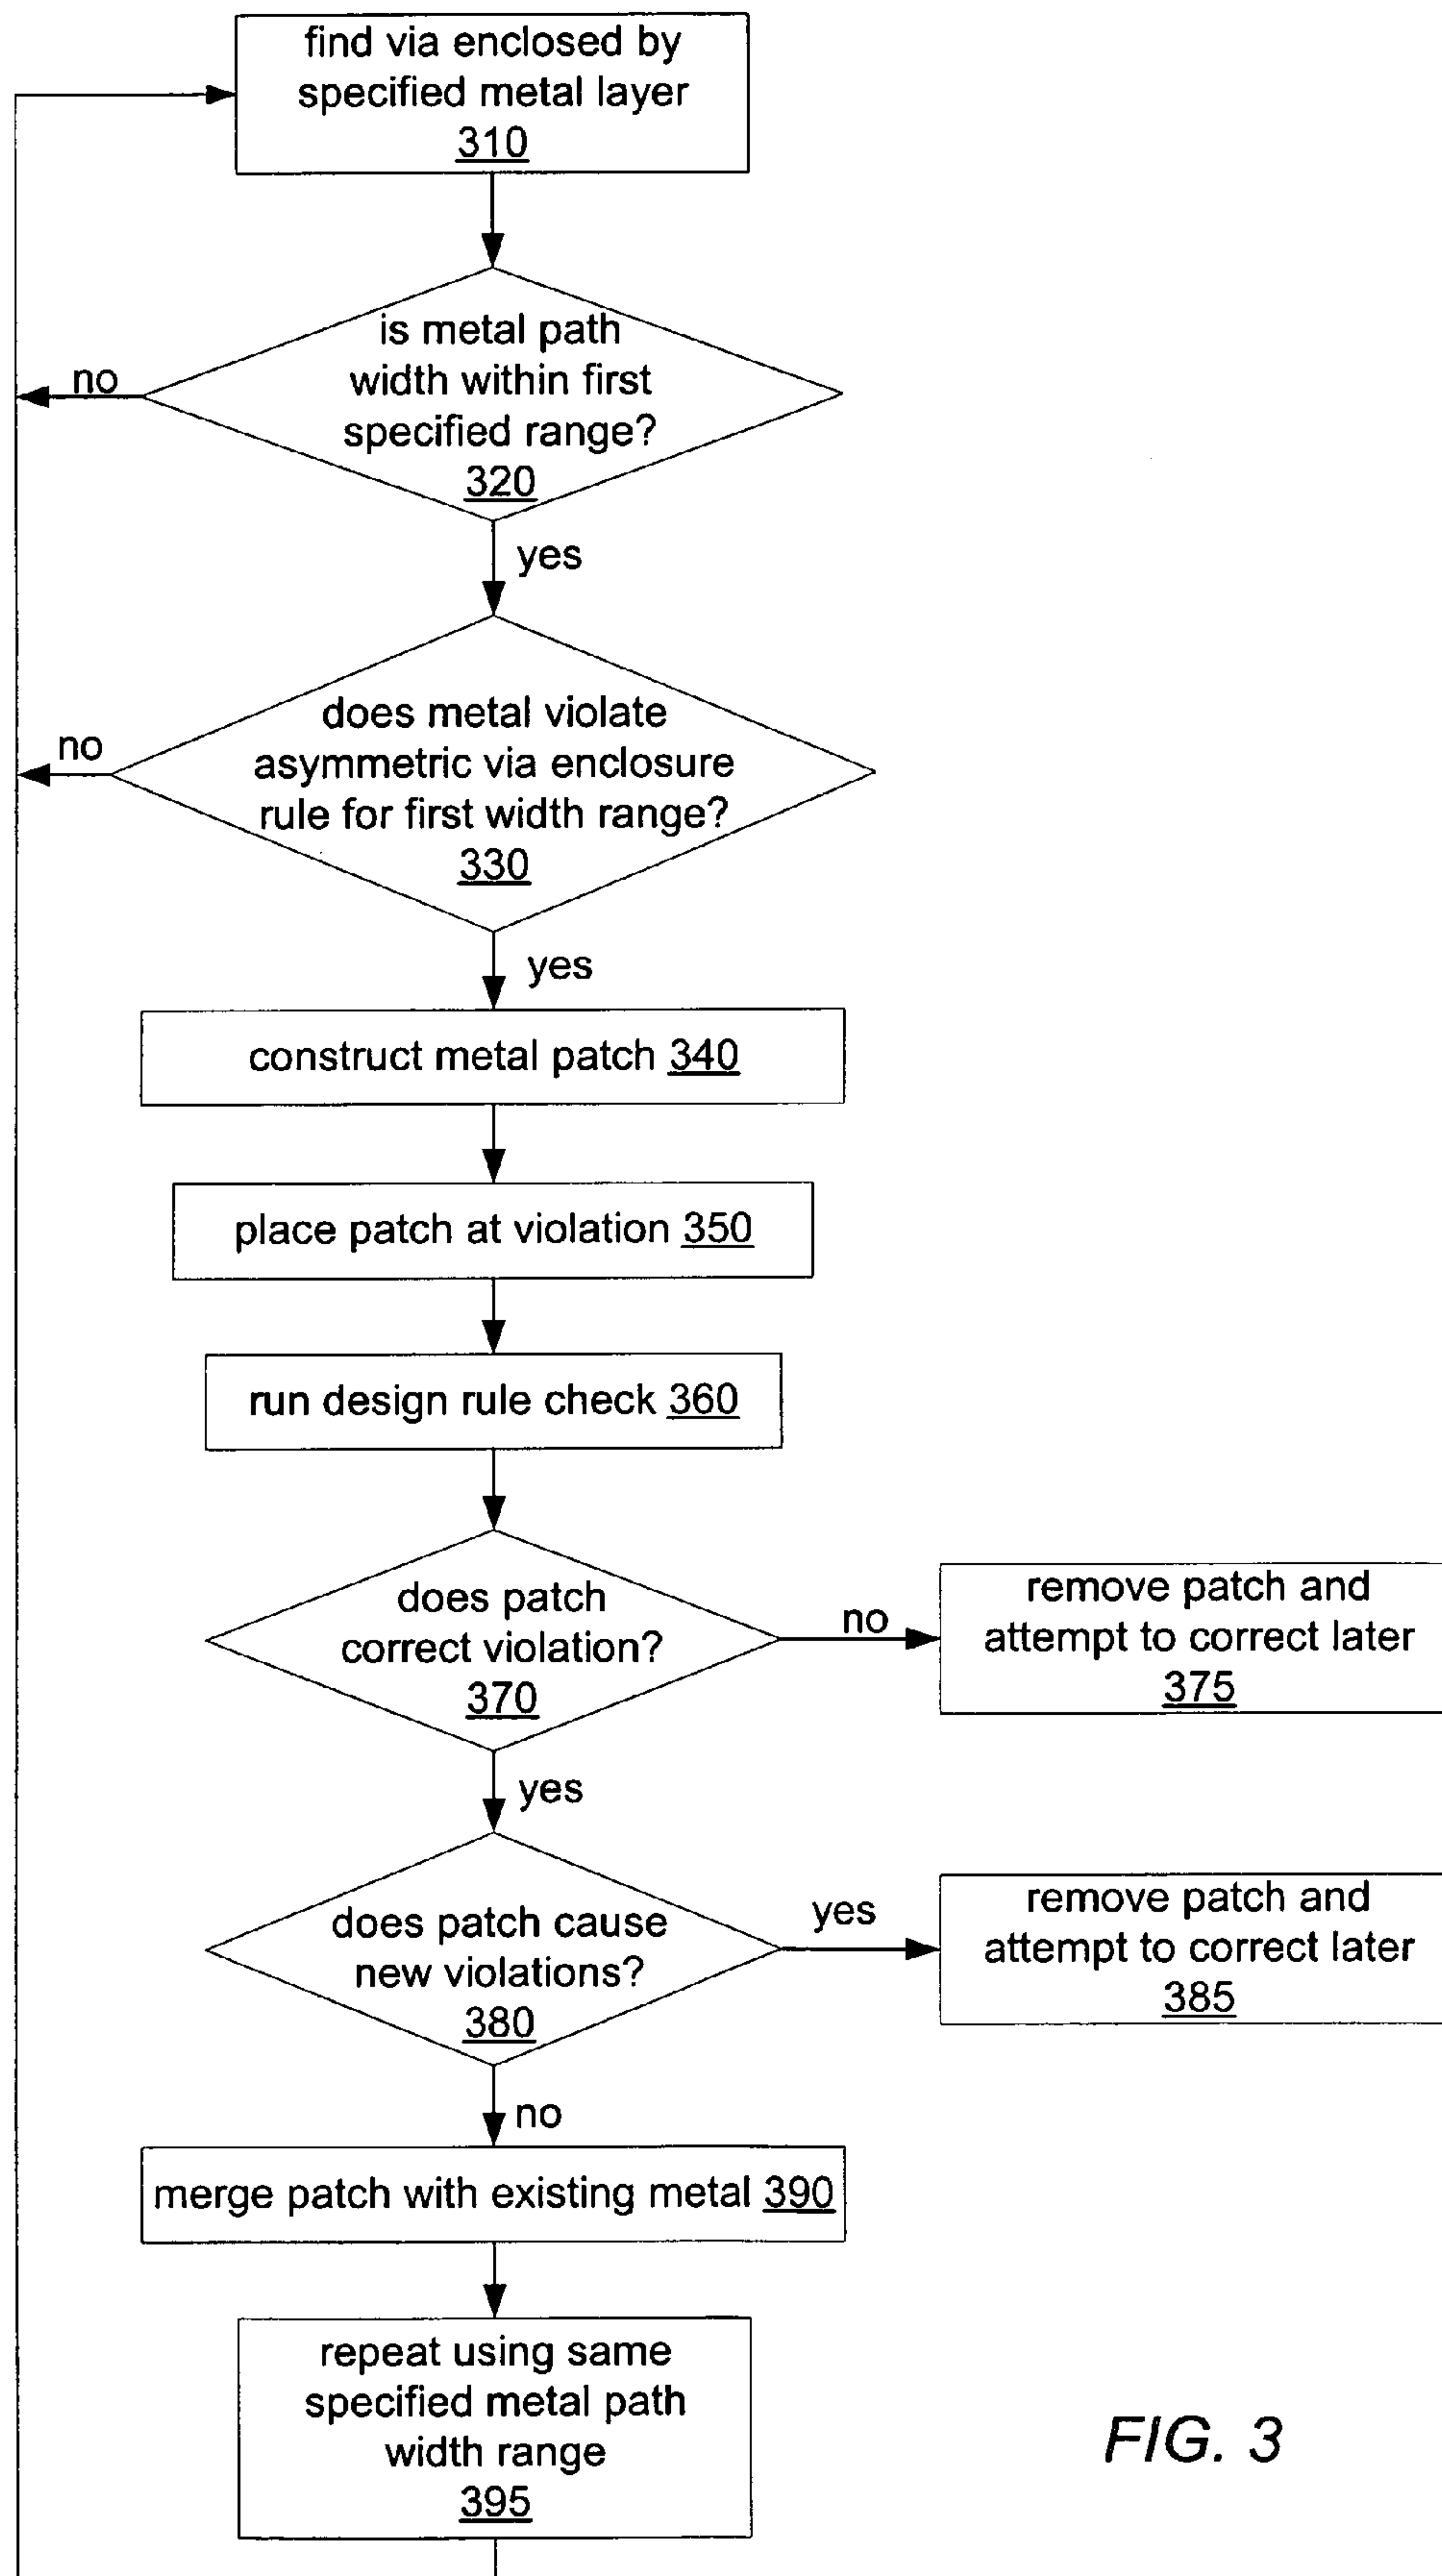 find via enclosed by
specified metal layer
310
is metal path
width within first
specified range?
320
no
yes
does metal violate
asymmetric via enclosure
rule for first width range?
330
no
yes
construct metal patch 340
place patch at violation 350
run design rule check 360
does patch
correct violation?
370
no
remove patch and
attempt to correct later
375
yes
does patch cause
new violations?
380
yes
remove patch and
attempt to correct later
385
no
merge patch with existing metal 390
repeat using same
specified metal path
width range
395
FIG. 3